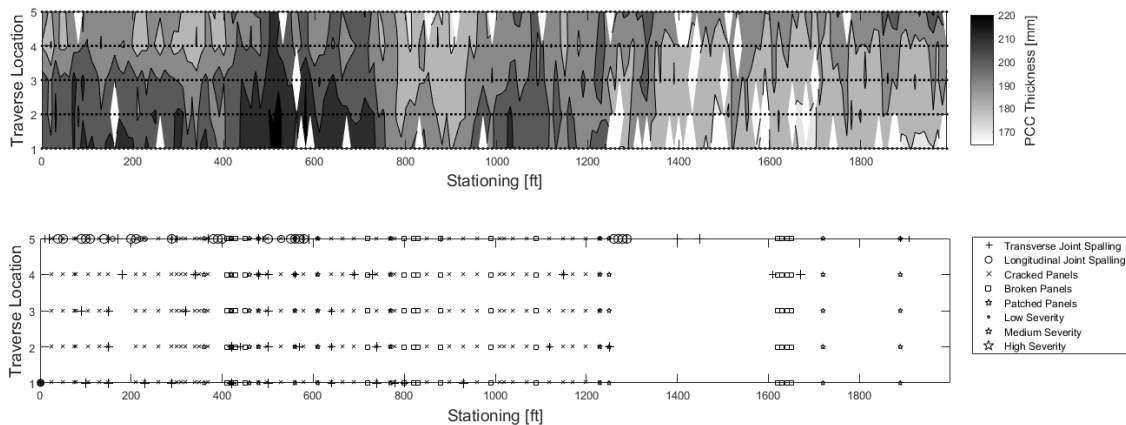 5
4
3
2
1
Traverse Location
0 200 400 600 800 1000 1200 1400 1600 1800
Stationing [ft]
220
210
200
190
180
170
PCC Thickness [mm]
5
4
3
2
1
Traverse Location
0 200 400 600 800 1000 1200 1400 1600 1800
Stationing [ft]
Transverse Joint Spalling
Longitudinal Joint Spalling
Cracked Panels
Broken Panels
Patched Panels
Low Severity
Medium Severity
High Severity